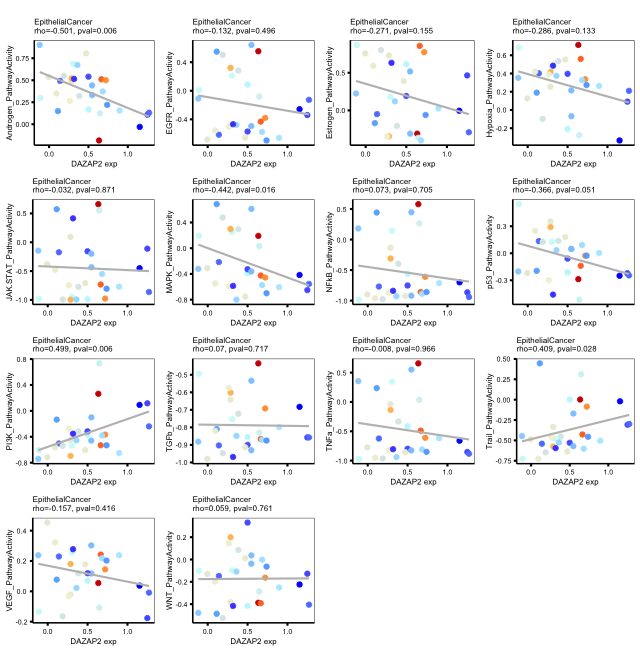 EpithelialCancer
rho=-0.501, pval=0.006
Androgen_PathwayActivity
0.75
0.50
0.25
0.00
0.0
0.5
1.0
DAZAP2 exp
EpithelialCancer
rho=-0.132, pval=0.496
EGFR_PathwayActivity
0.4
0.0
-0.4
0.0
0.5
1.0
DAZAP2 exp
EpithelialCancer
rho=-0.271, pval=0.155
Estrogen_PathwayActivity
0.5
0.0
0.0
0.5
1.0
DAZAP2 exp
EpithelialCancer
rho=-0.286, pval=0.133
Hypoxia_PathwayActivity
0.6
0.4
0.2
-0.0
-0.2
0.0
0.5
1.0
DAZAP2 exp
EpithelialCancer
rho=-0.032, pval=0.871
JAK.STAT_PathwayActivity
0.5
0.0
-0.5
-1.0
0.0
0.5
1.0
DAZAP2 exp
EpithelialCancer
rho=-0.442, pval=0.016
MAPK_PathwayActivity
0.4
0.0
-0.4
-0.8
0.0
0.5
1.0
DAZAP2 exp
EpithelialCancer
rho=0.073, pval=0.705
NFkB_PathwayActivity
0.5
0.0
-0.5
-1.0
0.0
0.5
1.0
DAZAP2 exp
EpithelialCancer
rho=-0.366, pval=0.051
p53_PathwayActivity
0.3
0.0
-0.3
0.0
0.5
1.0
DAZAP2 exp
EpithelialCancer
rho=0.499, pval=0.006
PI3K_PathwayActivity
0.8
0.4
0.0
-0.4
-0.8
0.0
0.5
1.0
DAZAP2 exp
EpithelialCancer
rho=0.07, pval=0.717
TGFb_PathwayActivity
-0.5
-0.6
-0.7
-0.8
-0.9
-1.0
0.0
0.5
1.0
DAZAP2 exp
EpithelialCancer
rho=-0.008, pval=0.966
TNFa_PathwayActivity
0.5
0.0
-0.5
-1.0
0.0
0.5
1.0
DAZAP2 exp
EpithelialCancer
rho=0.409, pval=0.028
Trail_PathwayActivity
0.50
0.25
0.00
-0.25
-0.50
-0.75
0.0
0.5
1.0
DAZAP2 exp
EpithelialCancer
rho=-0.157, pval=0.416
VEGF_PathwayActivity
0.4
0.2
0.0
-0.2
0.0
0.5
1.0
DAZAP2 exp
EpithelialCancer
rho=0.059, pval=0.761
WNT_PathwayActivity
0.2
0.0
-0.2
-0.4
0.0
0.5
1.0
DAZAP2 exp